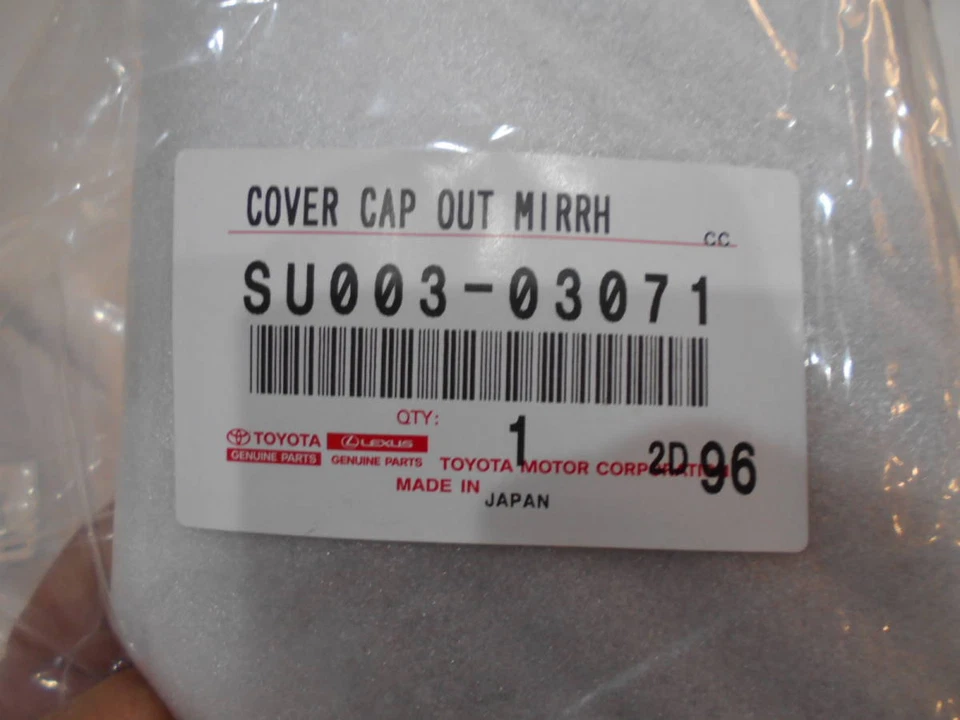 COVER CAP OUT MIRRH
CC
SU003-03071
QTY: 1
TOYOTA LEXUS
GENUINE PARTS GENUINE PARTS
TOYOTA MOTOR CORPORATION 2D 96
MADE IN JAPAN